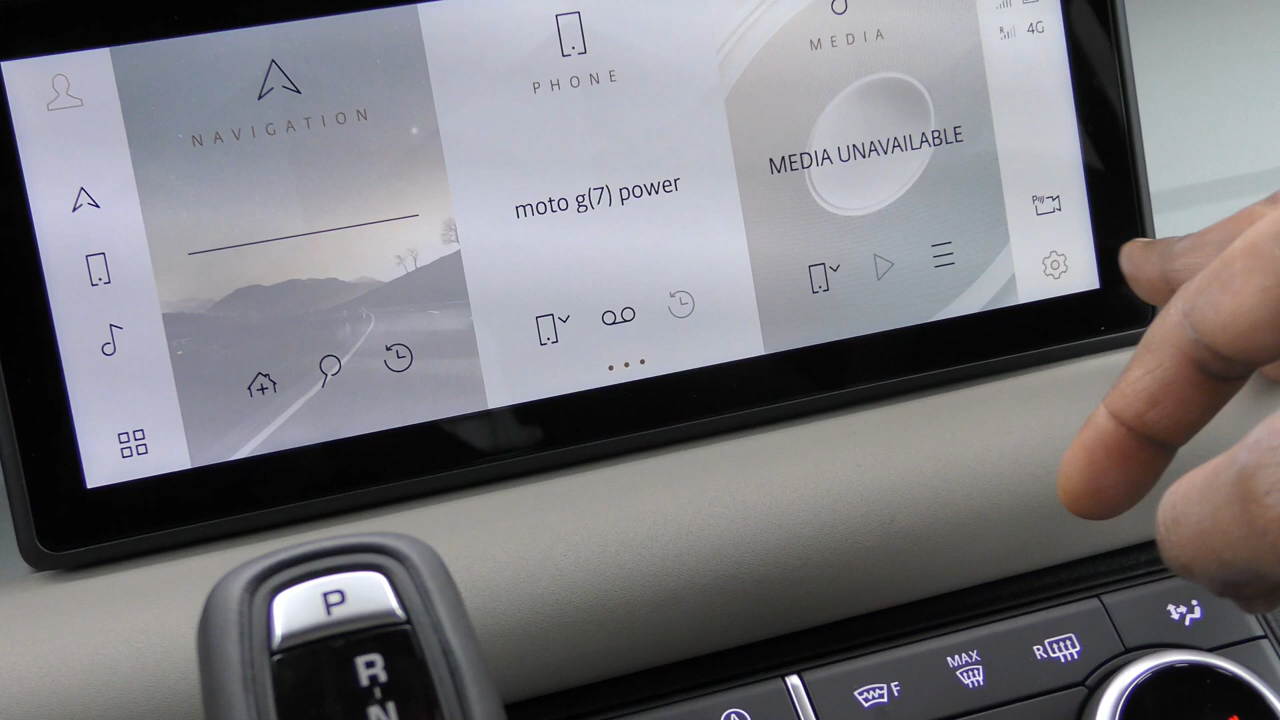 NAVIGATION
PHONE
moto g(7) power
MEDIA
MEDIA UNAVAILABLE
R
4G
P
P
R
N
F
MAX
R